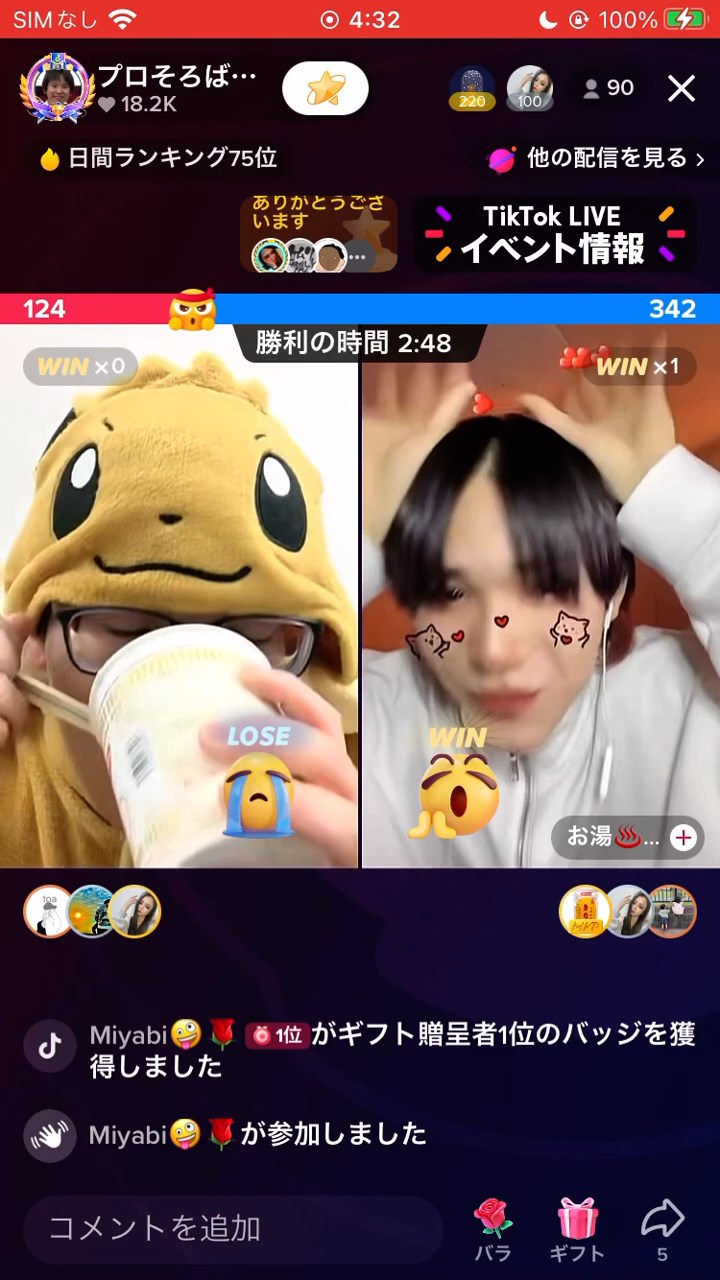 SIMなし
4:32
100%
プロそろば…
18.2K
220
100
90
日間ランキング75位
他の配信を見る
ありがとうござ
います
TikTok LIVE
イベント情報
124
342
勝利の時間 2:48
WIN ×0
WIN ×1
LOSE
WIN
お湯♨️...
toa
Miyabi🤪🌹 1位がギフト贈呈者1位のバッジを獲
得しました
Miyabi🤪🌹が参加しました
コメントを追加
バラ
ギフト
5